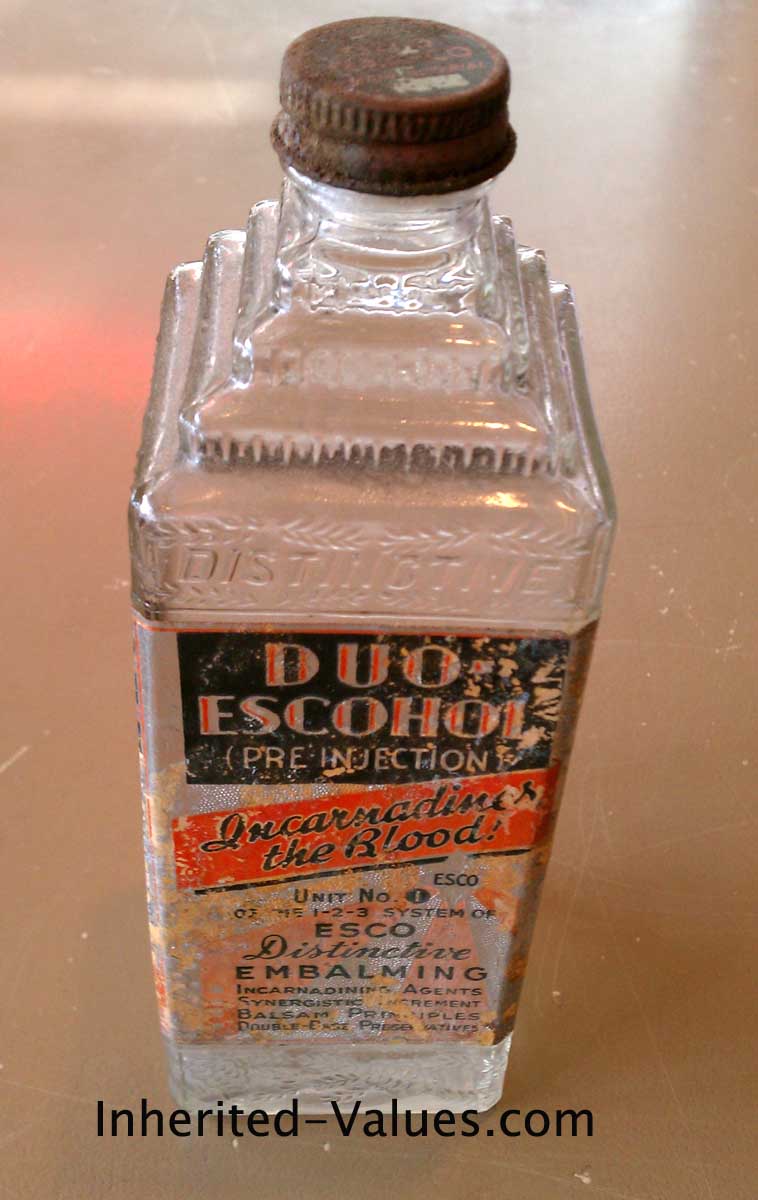 DISTINCTIVE
DUO-
ESCOHOL
(PRE INJECTION)
Incarnadines
the Blood!
ESCO
UNIT NO. 1
OF THE 1-2-3 SYSTEM OF
ESCO
Distinctive
EMBALMING
INCARNADINING AGENTS
SYNERGISTIC INCREMENT
BALSAM PRINCIPLES
DOUBLE-BASE PRESERVATIVES
Inherited-Values.com